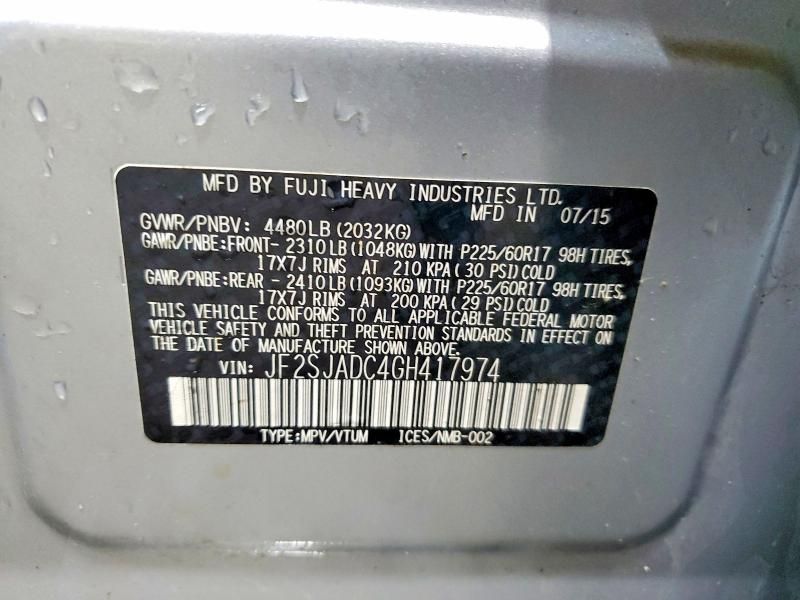 MFD BY FUJI HEAVY INDUSTRIES LTD.
MFD IN 07/15
GVWR/PNBV: 4480LB(2032KG)
GAWR/PNBE:FRONT- 2310LB(1048KG)WITH P225/60R17 98H TIRES,
17X7J RIMS AT 210 KPA( 30 PSI)COLD
GAWR/PNBE:REAR - 2410LB(1093KG)WITH P225/60R17 98H TIRES,
17X7J RIMS AT 200 KPA( 29 PSI)COLD
THIS VEHICLE CONFORMS TO ALL APPLICABLE FEDERAL MOTOR
VEHICLE SAFETY AND THEFT PREVENTION STANDARDS IN EFFECT ON
THE DATE OF MANUFACTURE SHOWN ABOVE.
VIN: JF2SJADC4GH417974
TYPE:MPV/VTUM ICES/NMB-002